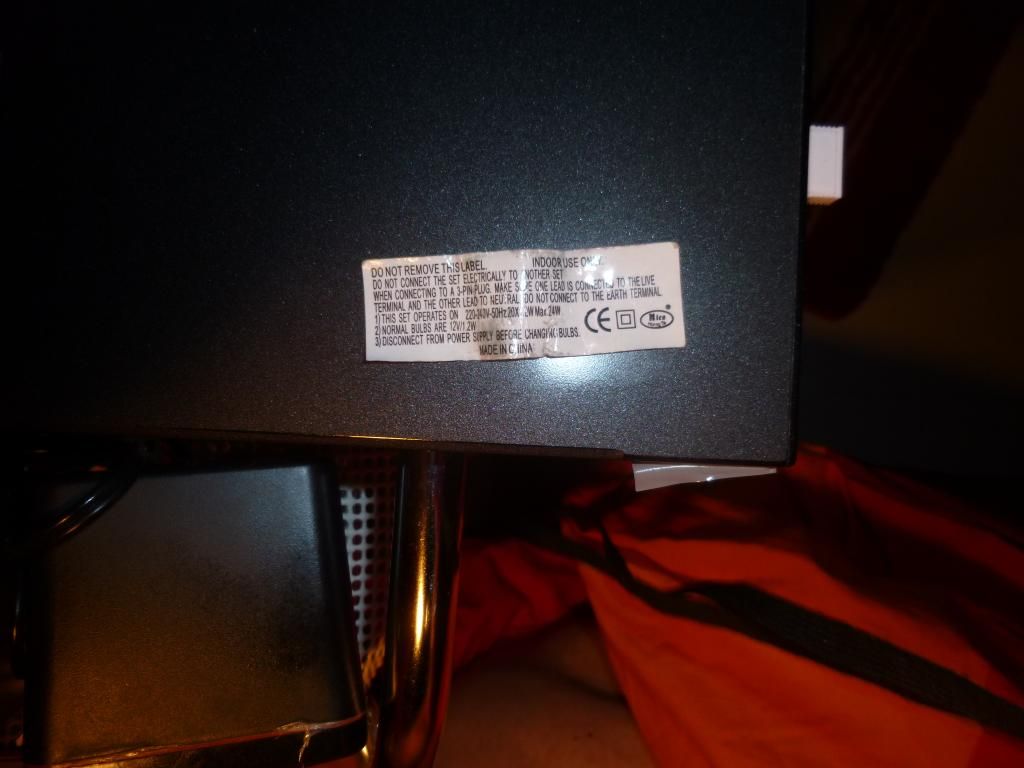 DO NOT REMOVE THIS LABEL. INDOOR USE ONLY.
DO NOT CONNECT THE SET ELECTRICALLY TO ANOTHER SET
WHEN CONNECTING TO A 3-PIN-PLUG. MAKE SURE ONE LEAD IS CONNECTED TO THE LIVE
TERMINAL AND THE OTHER LEAD TO NEUTRAL. DO NOT CONNECT TO THE EARTH TERMINAL.
1) THIS SET OPERATES ON 220-240V-50Hz 20X1.2W Max.24W
2) NORMAL BULBS ARE 12V/1.2W
3) DISCONNECT FROM POWER SUPPLY BEFORE CHANGING BULBS.
MADE IN CHINA
CE
Nice